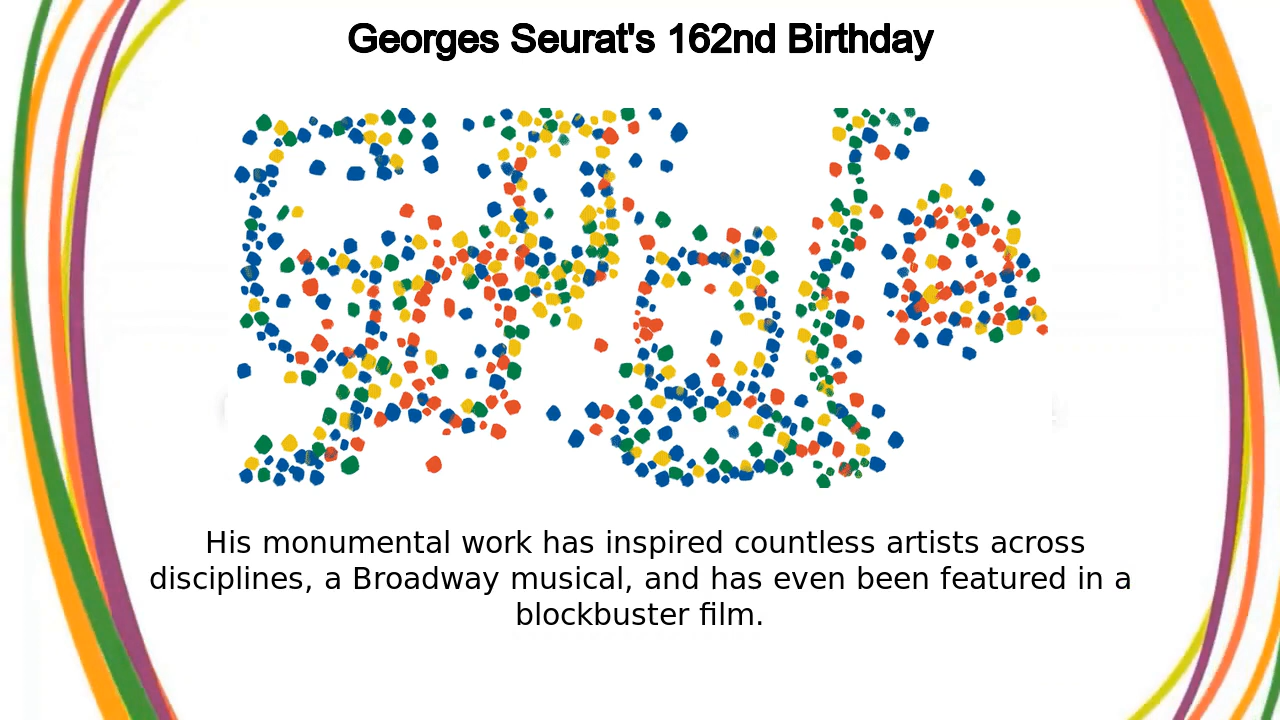 Georges Seurat's 162nd Birthday
Google
His monumental work has inspired countless artists across
disciplines, a Broadway musical, and has even been featured in a
blockbuster film.